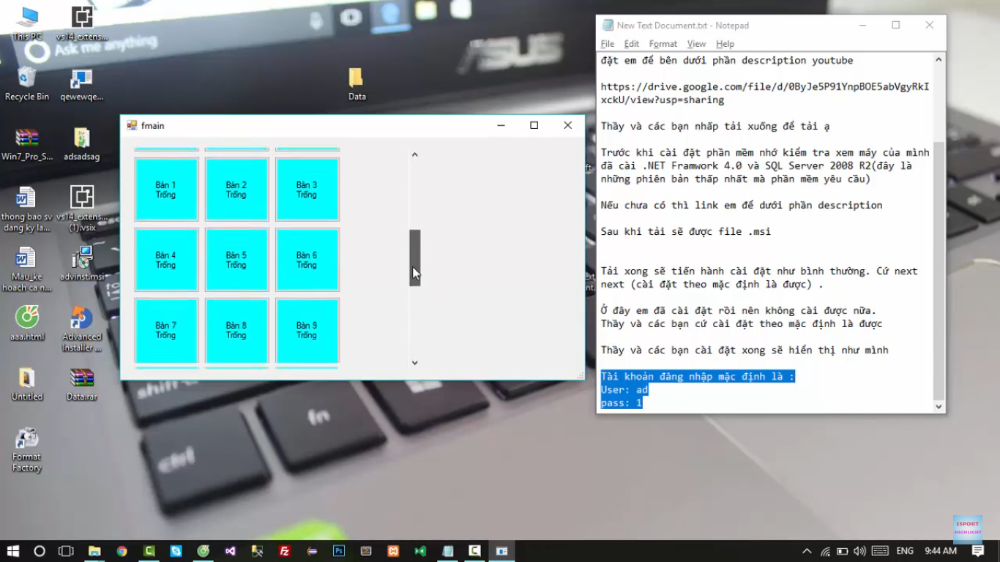 This PC
vs14_extens...
Ask me anything
ASUS
Recycle Bin
qewewqe...
Data
Win7_Pro_S...
adsadsag
thong bao sv
dang ky la...
vs14_extens...
(1).vsix
Mau_ke
hoach ca n...
advinst.msi
aaa.html
Advanced
Installer ...
Untitled
Data.rar
Format
Factory
fmain
Bàn 1
Trống
Bàn 2
Trống
Bàn 3
Trống
Bàn 4
Trống
Bàn 5
Trống
Bàn 6
Trống
Bàn 7
Trống
Bàn 8
Trống
Bàn 9
Trống
shift
fn
ctrl
New Text Document.txt - Notepad
File Edit Format View Help
đặt em để bên dưới phần description youtube
https://drive.google.com/file/d/0ByJe5P91YnpBOE5abVgyRkI
xckU/view?usp=sharing
Thầy và các bạn nhấp tải xuống để tải ạ
Trước khi cài đặt phần mềm nhớ kiểm tra xem máy của mình
đã cài .NET Framwork 4.0 và SQL Server 2008 R2(đây là
những phiên bản thấp nhất mà phần mềm yêu cầu)
Nếu chưa có thì link em để dưới phần description
Sau khi tải sẽ được file .msi
Tải xong sẽ tiến hành cài đặt như bình thường. Cứ next
next (cài đặt theo mặc định là được) .
Ở đây em đã cài đặt rồi nên không cài được nữa.
Thầy và các bạn cứ cài đặt theo mặc định là được
Thầy và các bạn cài đặt xong sẽ hiển thị như mình
Tài khoản đăng nhập mặc định là :
User: ad
pass: 1
ESPORT
HIGHLIGHT
ENG
9:44 AM